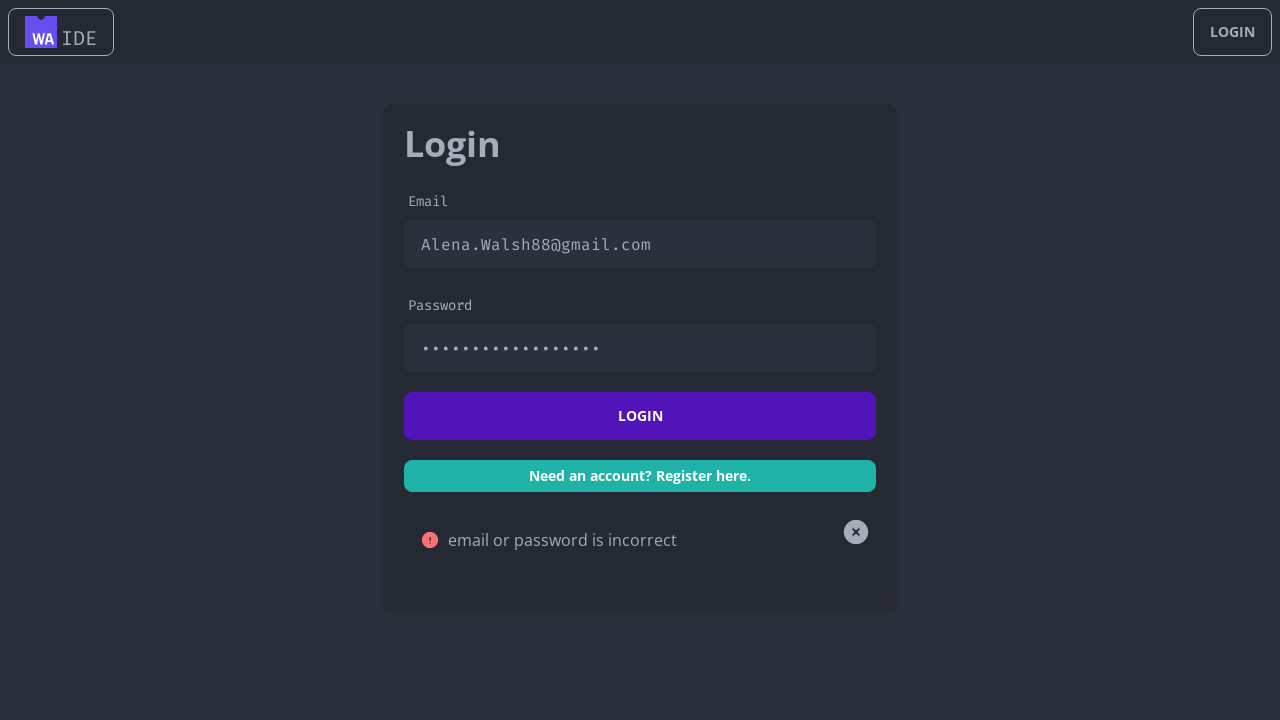 WA IDE
LOGIN
Login
Email
Alena.Walsh88@gmail.com
Password
••••••••••••••••••
LOGIN
Need an account? Register here.
email or password is incorrect